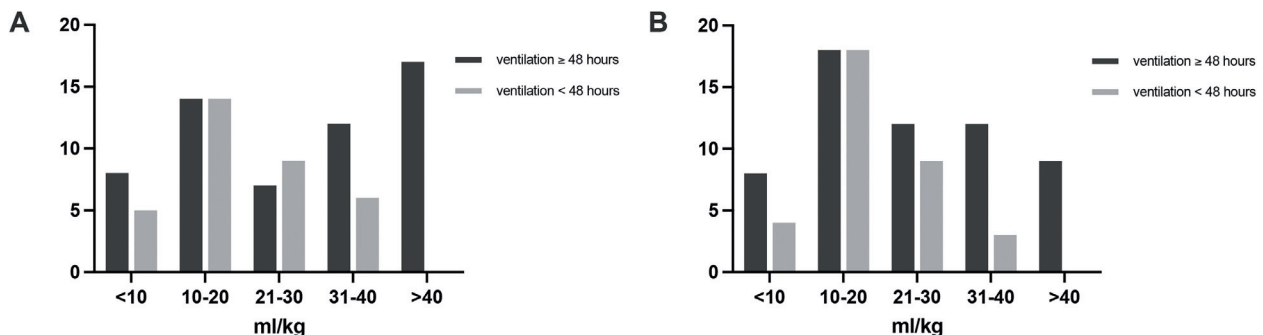 A
20
15
10
5
0
<10 10-20 21-30 31-40 >40
ml/kg
ventilation ≥ 48 hours
ventilation < 48 hours
B
20
15
10
5
0
<10 10-20 21-30 31-40 >40
ml/kg
ventilation ≥ 48 hours
ventilation < 48 hours